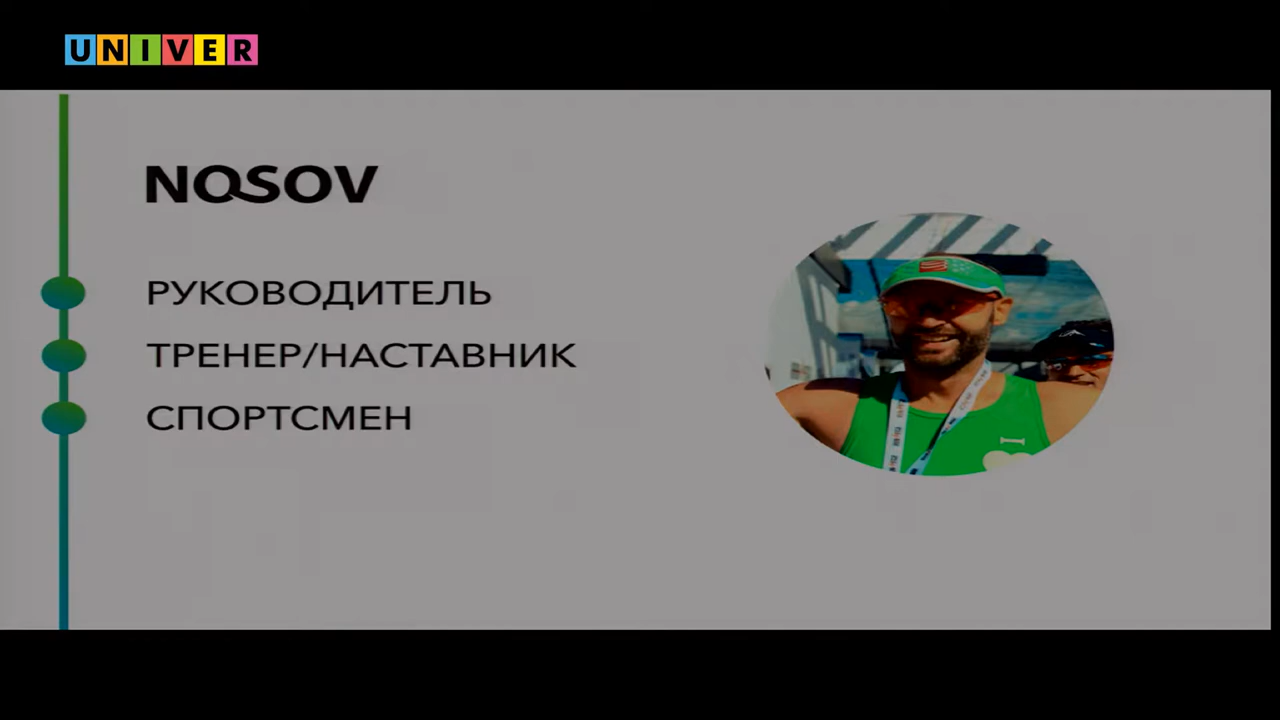 UNIVER
NOSOV
РУКОВОДИТЕЛЬ
ТРЕНЕР/НАСТАВНИК
СПОРТСМЕН
I